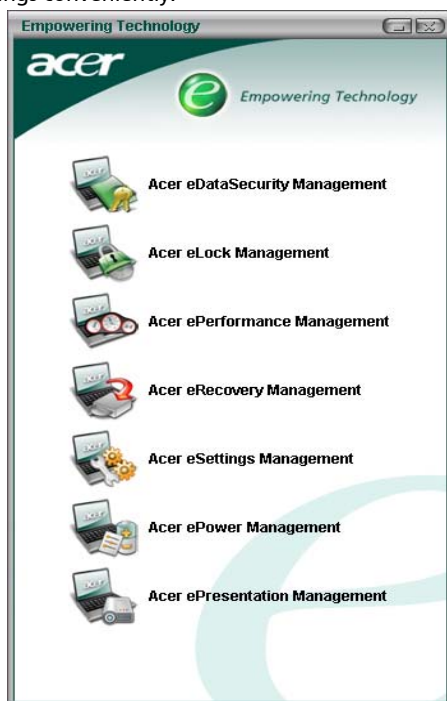 conveniently.
Empowering Technology
acer
e Empowering Technology
Acer eDataSecurity Management
Acer eLock Management
Acer ePerformance Management
Acer eRecovery Management
Acer eSettings Management
Acer ePower Management
Acer ePresentation Management